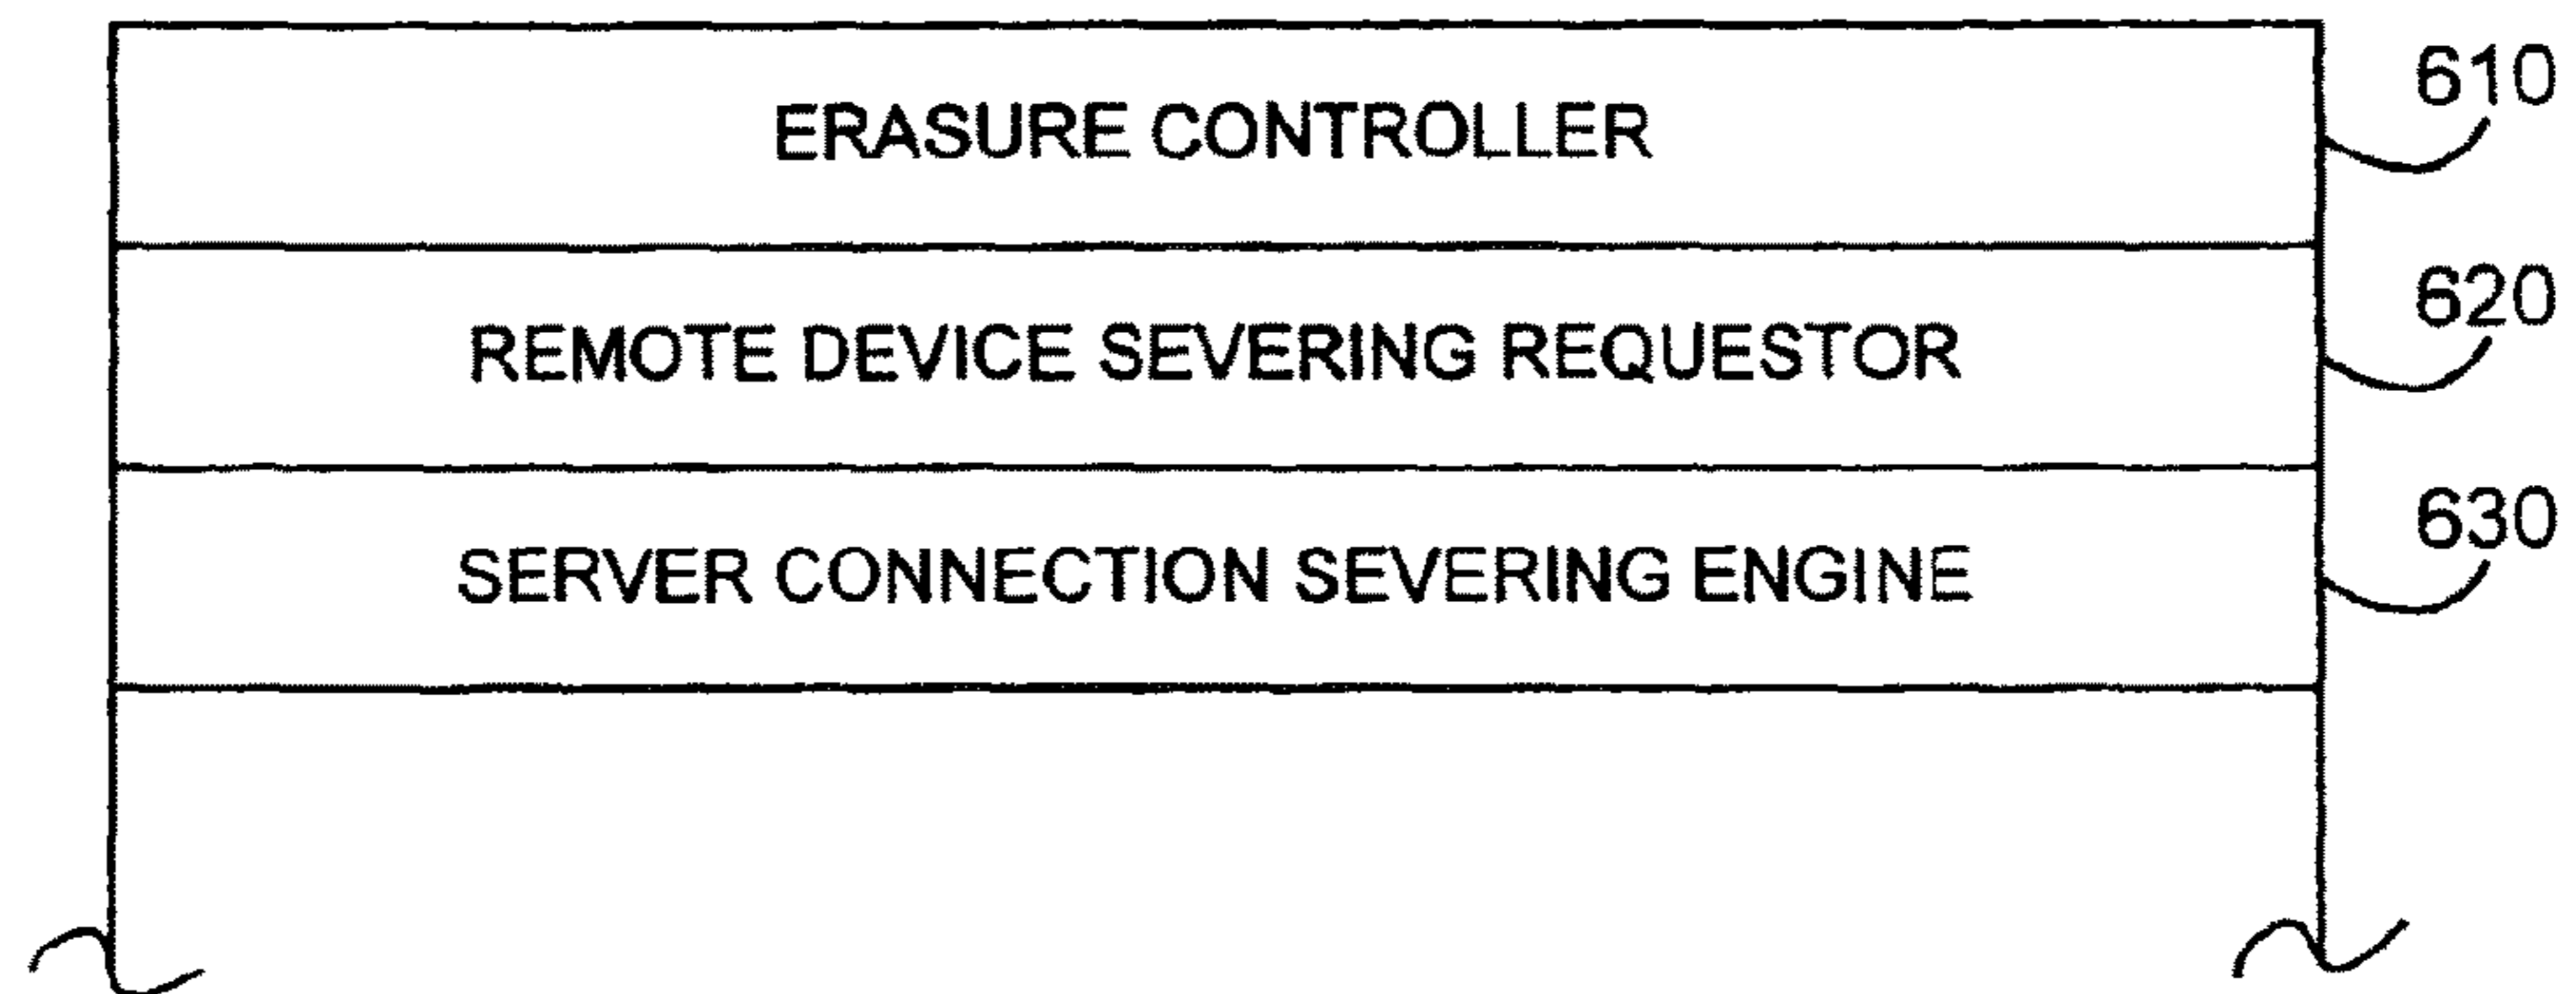 ERASURE CONTROLLER
610
REMOTE DEVICE SEVERING REQUESTOR
620
SERVER CONNECTION SEVERING ENGINE
630